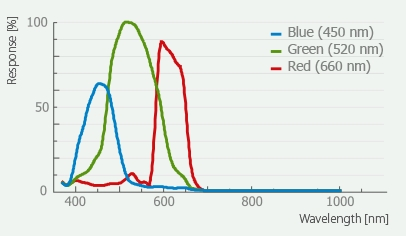 Response [%]
100
50
0
Blue (450 nm)
Green (520 nm)
Red (660 nm)
400
600
800
1000
Wavelength [nm]